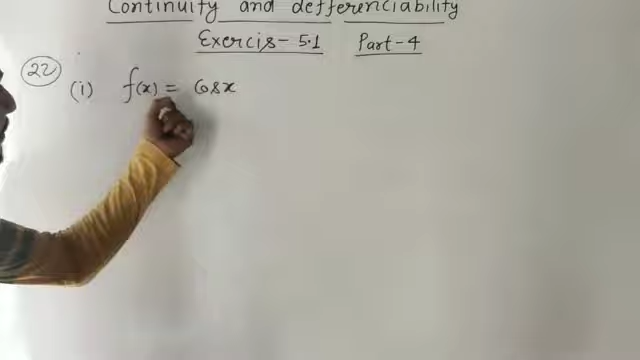 Continuity and defferenciability
Exercis-5.1 Part-4
22 (i) f(x) = Cosx